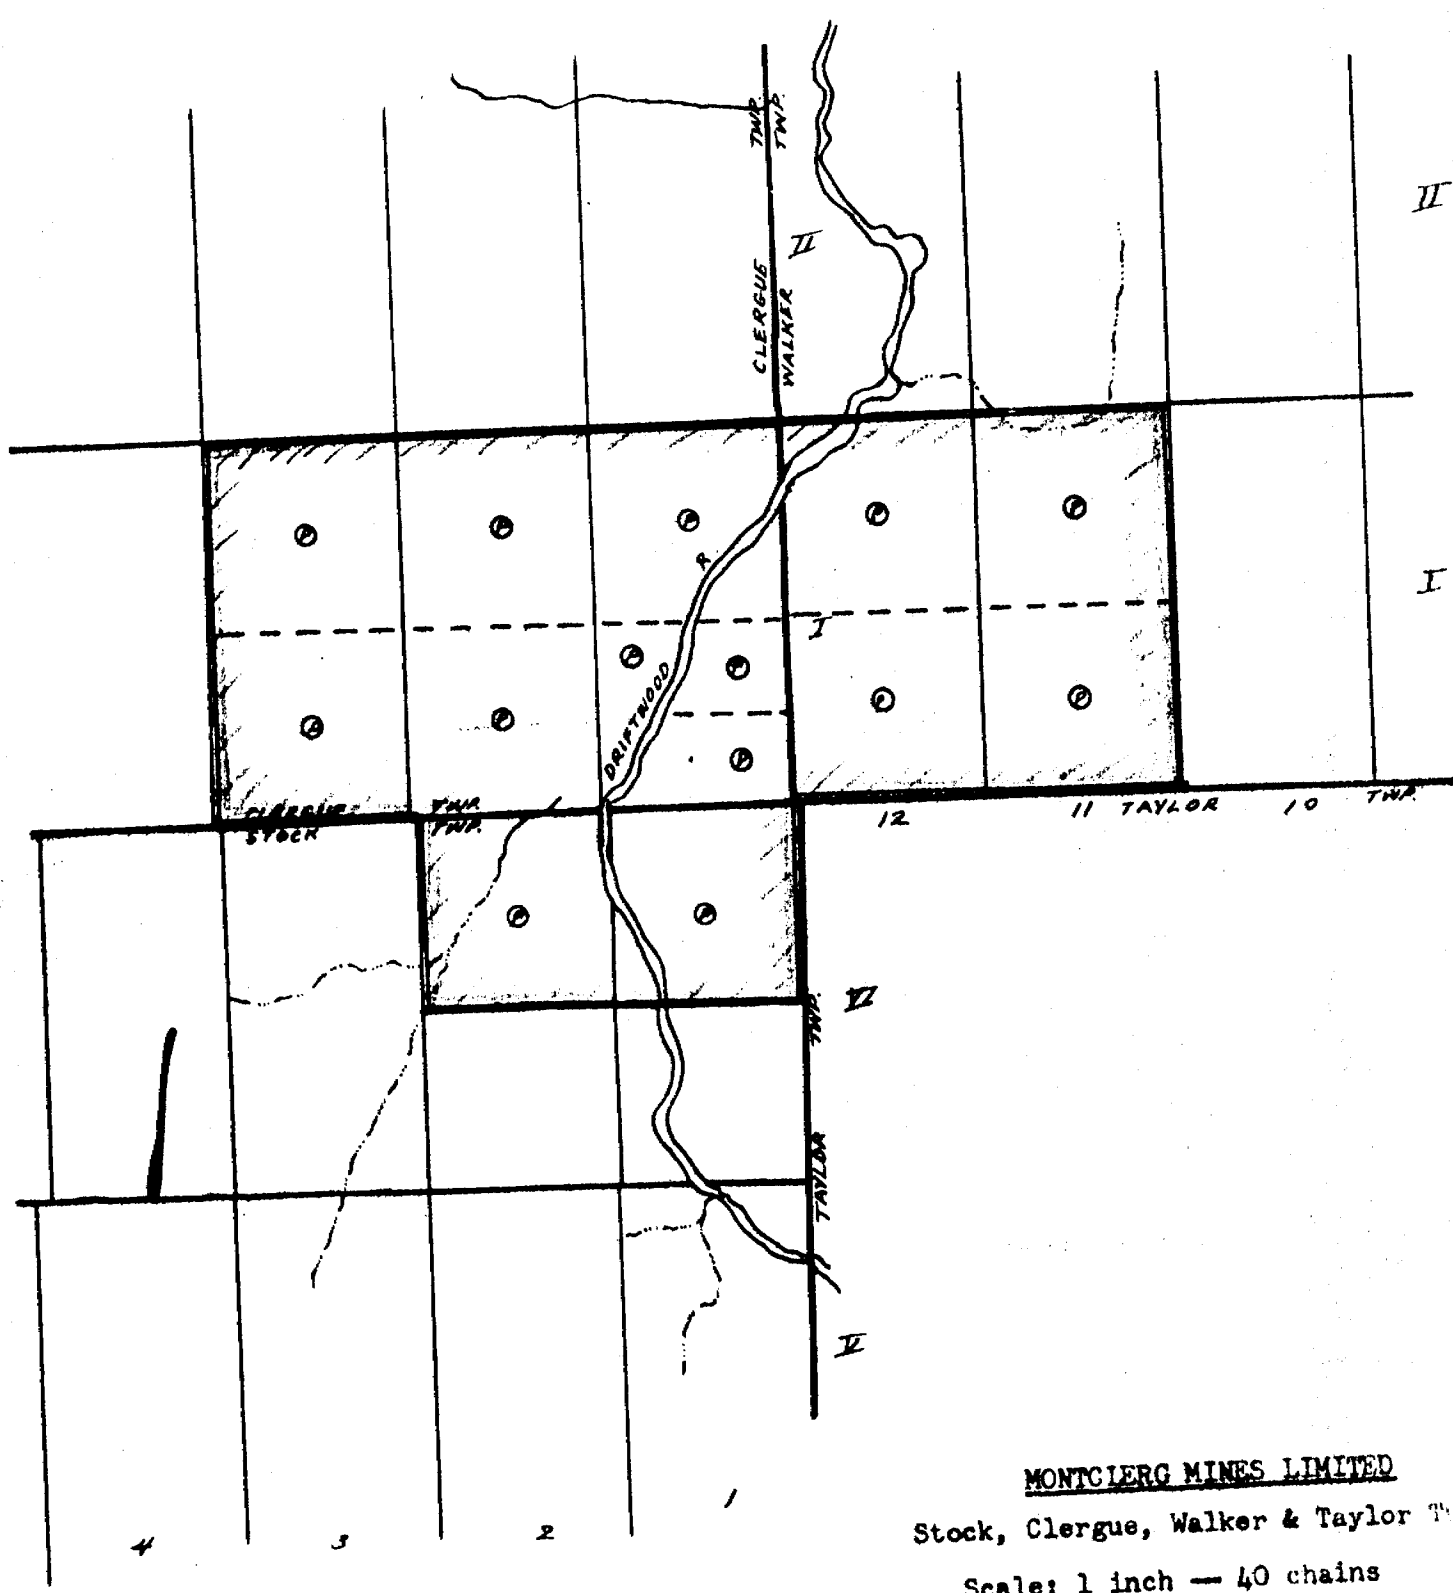 TWP.
TWP.
II
II
CLERGUE
WALKER
P
P
P
P
P
R
I
I
P
P
DRIFTWOOD
P
P
P
P
P
CLERGUE
TWP.
STOCK
TWP.
12
11 TAYLOR 10 TWP.
P
P
VI
TWP.
TAYLOR
V
1
4 3 2
MONTCLERG MINES LIMITED
Stock, Clergue, Walker & Taylor
Scale: 1 inch — 40 chains